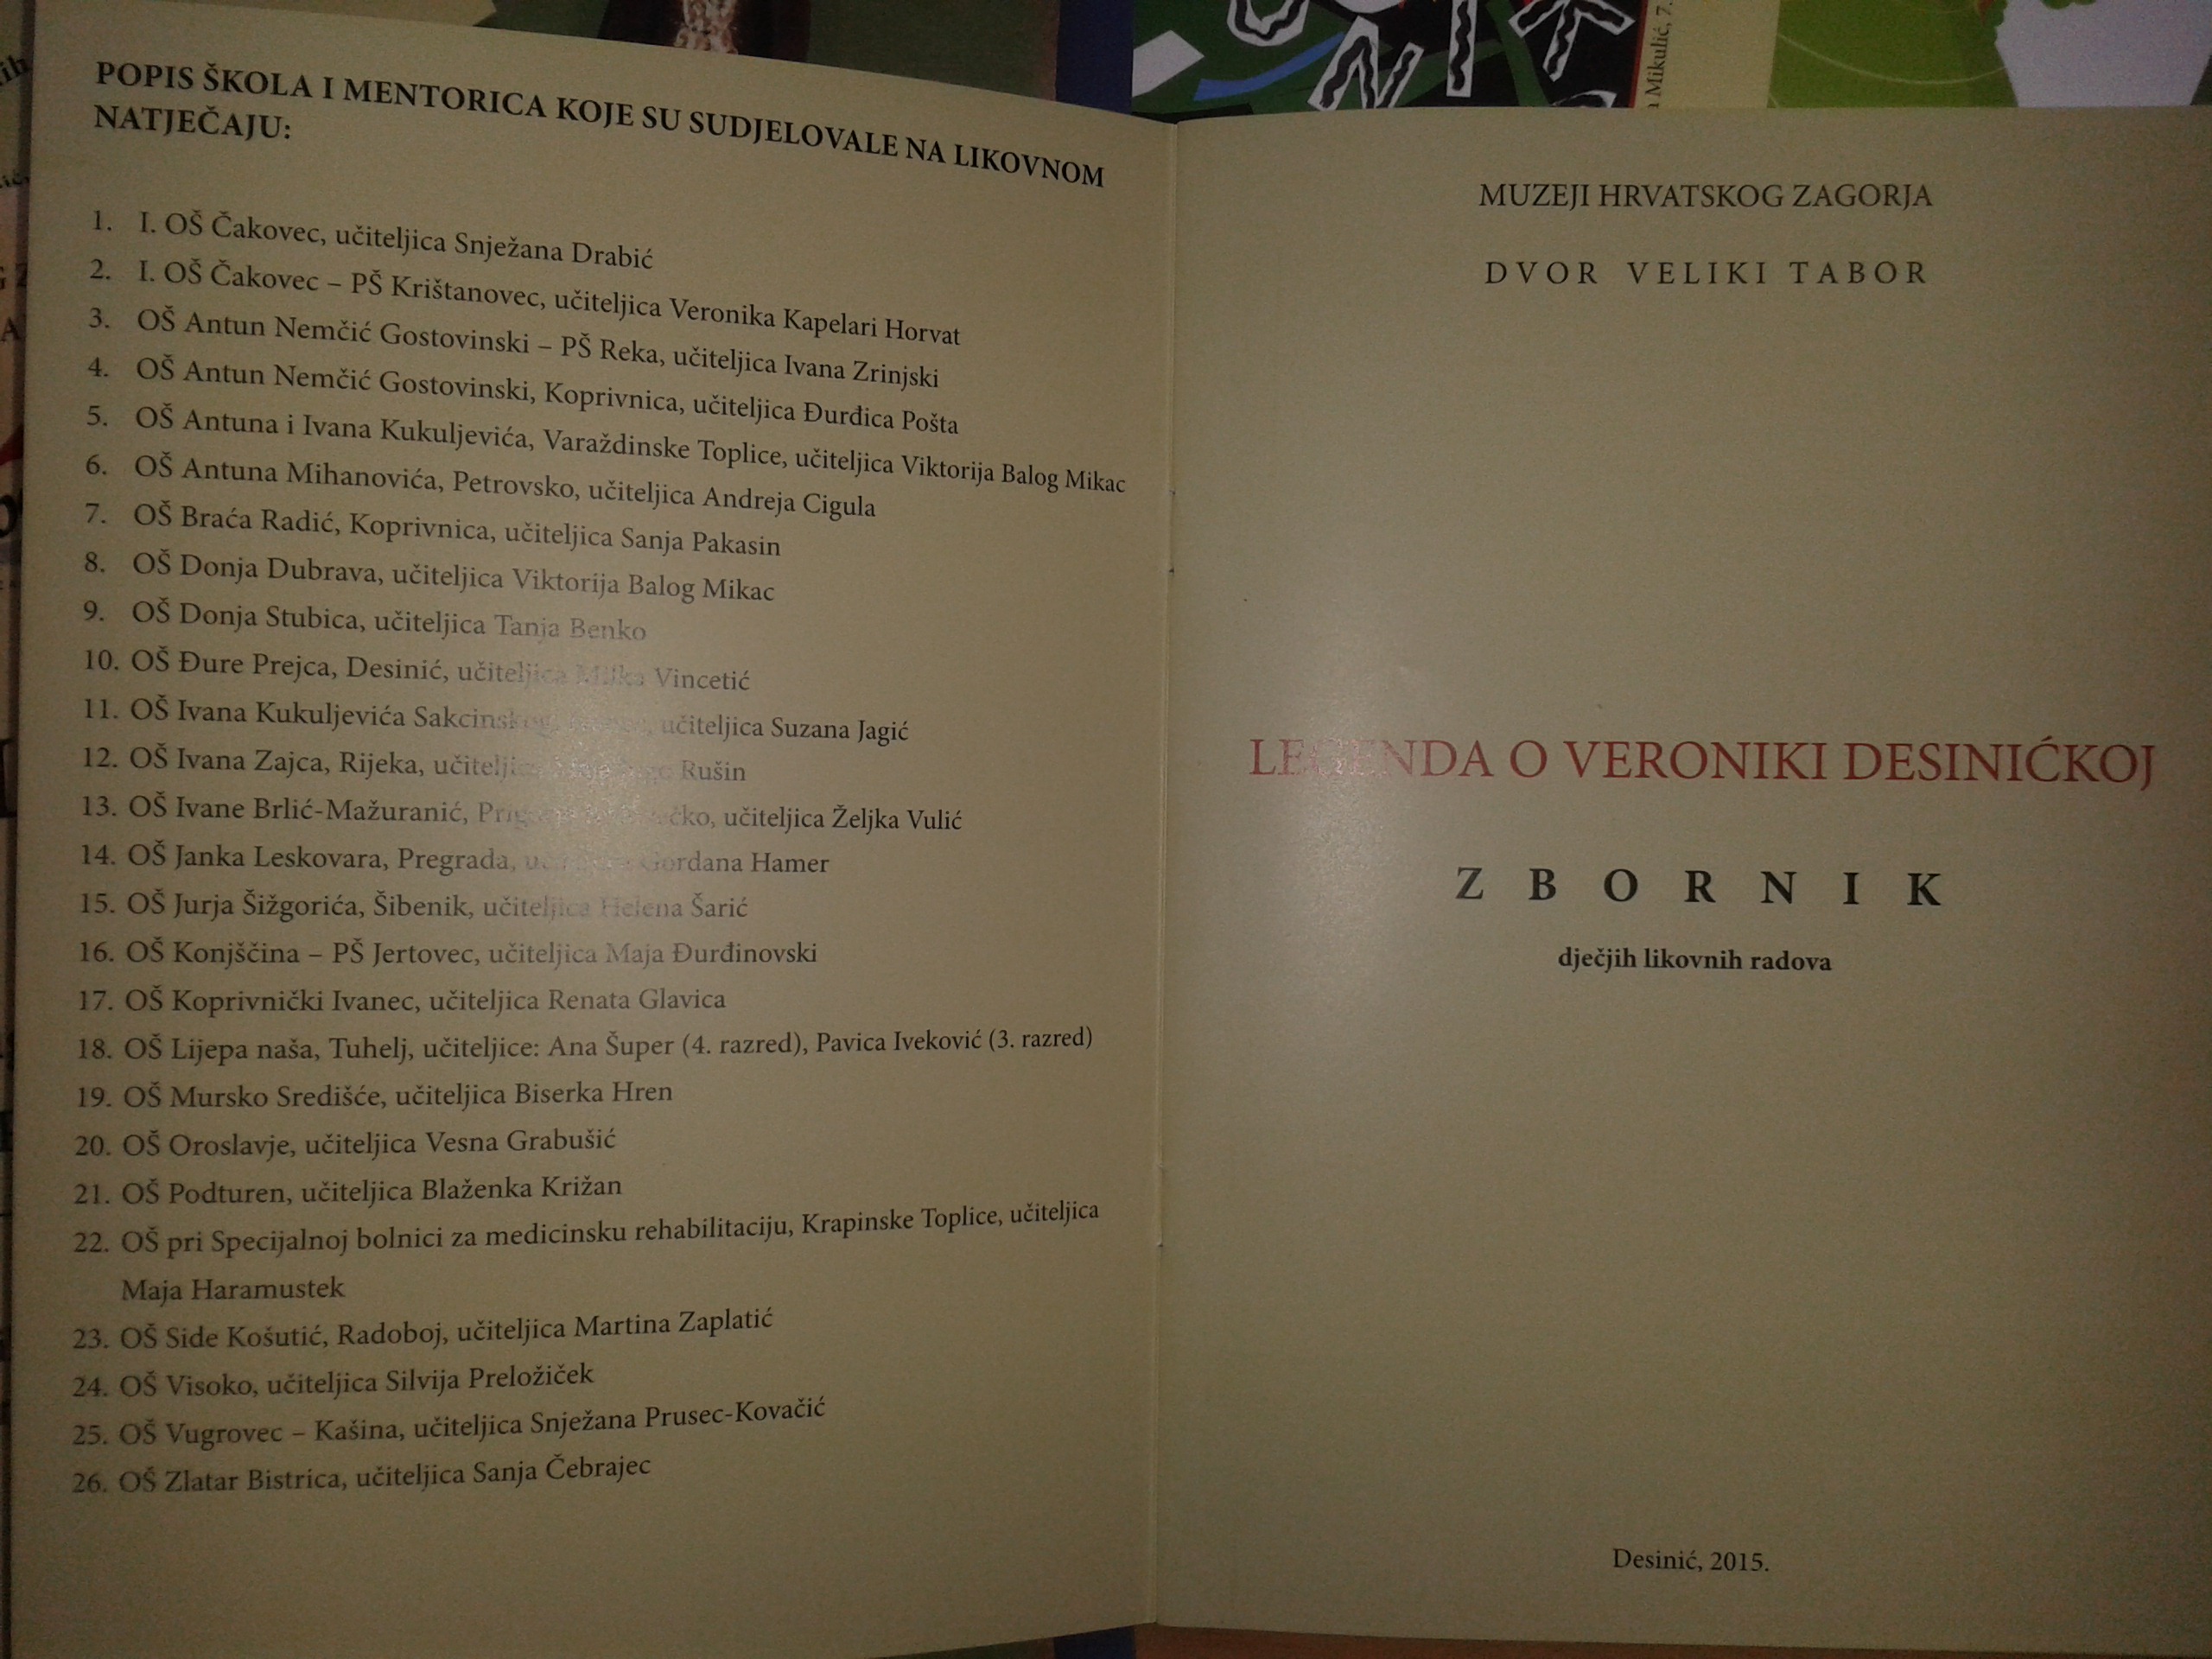 POPIS ŠKOLA I MENTORICA KOJE SU SUDJELOVALE NA LIKOVNOM
NATJEČAJU:
1. I. OŠ Čakovec, učiteljica Snježana Drabić
2. I. OŠ Čakovec – PŠ Krištanovec, učiteljica Veronika Kapelari Horvat
3. OŠ Antun Nemčić Gostovinski – PŠ Reka, učiteljica Ivana Zrinjski
4. OŠ Antun Nemčić Gostovinski, Koprivnica, učiteljica Đurđica Pošta
5. OŠ Antuna i Ivana Kukuljevića, Varaždinske Toplice, učiteljica Viktorija Balog Mikac
6. OŠ Antuna Mihanovića, Petrovsko, učiteljica Andreja Cigula
7. OŠ Braća Radić, Koprivnica, učiteljica Sanja Pakasin
8. OŠ Donja Dubrava, učiteljica Viktorija Balog Mikac
9. OŠ Donja Stubica, učiteljica Tanja Benko
10. OŠ Đure Prejca, Desinić, učiteljica Milka Vincetić
11. OŠ Ivana Kukuljevića učiteljica Suzana Jagić
12. OŠ Ivana Zajca, Rijeka, učiteljica Rušin
13. OŠ Ivane Brlić-Mažuranić, učiteljica Željka Vulić
14. OŠ Janka Leskovara, Pregrada, Gordana Hamer
15. OŠ Jurja Šižgorića, Šibenik, učiteljica Helena Šarić
16. OŠ Konjščina – PŠ Jertovec, učiteljica Maja Đurđinovski
17. OŠ Koprivnički Ivanec, učiteljica Renata Glavica
18. OŠ Lijepa naša, Tuhelj, učiteljice: Ana Šuper (4. razred), Pavica Iveković (3. razred)
19. OŠ Mursko Središće, učiteljica Biserka Hren
20. OŠ Oroslavje, učiteljica Vesna Grabušić
21. OŠ Podturen, učiteljica Blaženka Križan
22. OŠ pri Specijalnoj bolnici za medicinsku rehabilitaciju, Krapinske Toplice, učiteljica
Maja Haramustek
23. OŠ Side Košutić, Radoboj, učiteljica Martina Zaplatić
24. OŠ Visoko, učiteljica Silvija Preložiček
25. OŠ Vugrovec – Kašina, učiteljica Snježana Prusec-Kovačić
26. OŠ Zlatar Bistrica, učiteljica Sanja Čebrajec
MUZEJI HRVATSKOG ZAGORJA
DVOR VELIKI TABOR
LEGENDA O VERONIKI DESINIĆKOJ
ZBORNIK
dječjih likovnih radova
Desinić, 2015.
Mikulić, 7.